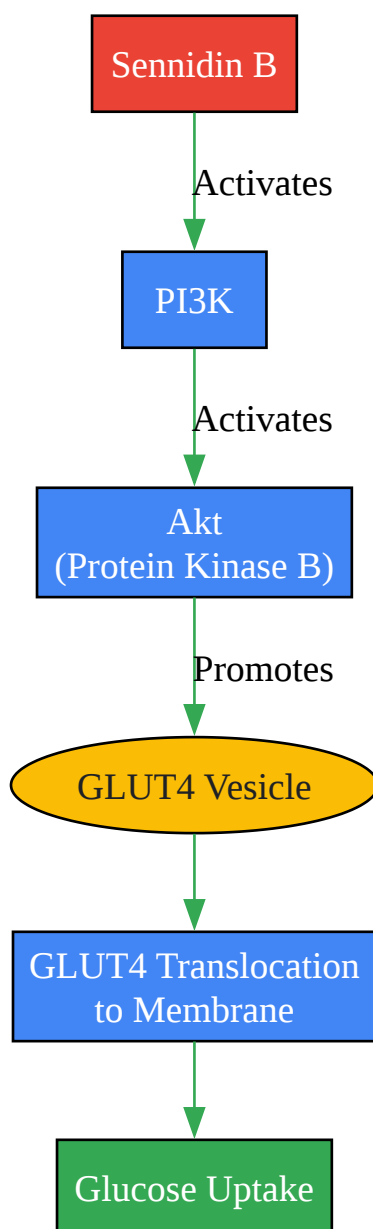 Sennidin B
Activates
PI3K
Activates
Akt
(Protein Kinase B)
Promotes
GLUT4 Vesicle
GLUT4 Translocation
to Membrane
Glucose Uptake